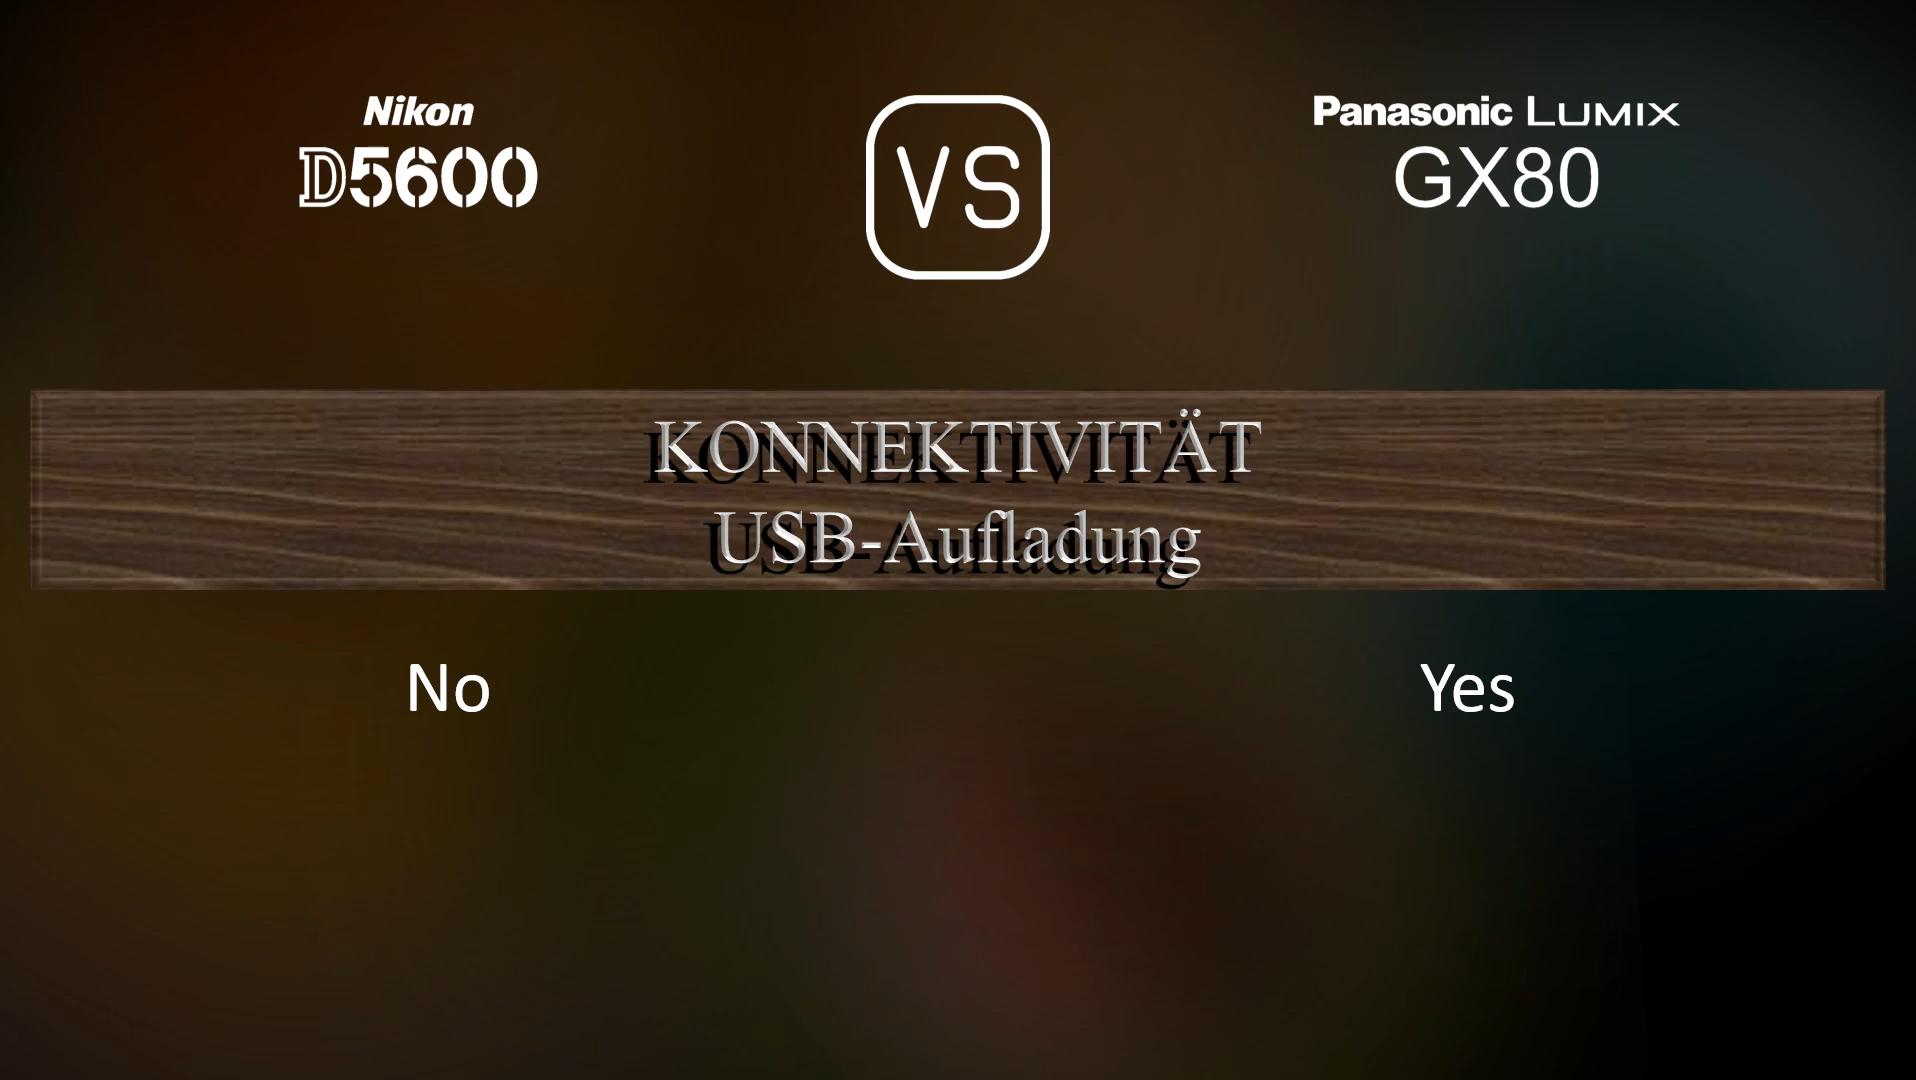 Nikon
D5600
VS
Panasonic LUMIX
GX80
KONNEKTIVITÄT
USB-Aufladung
No
Yes